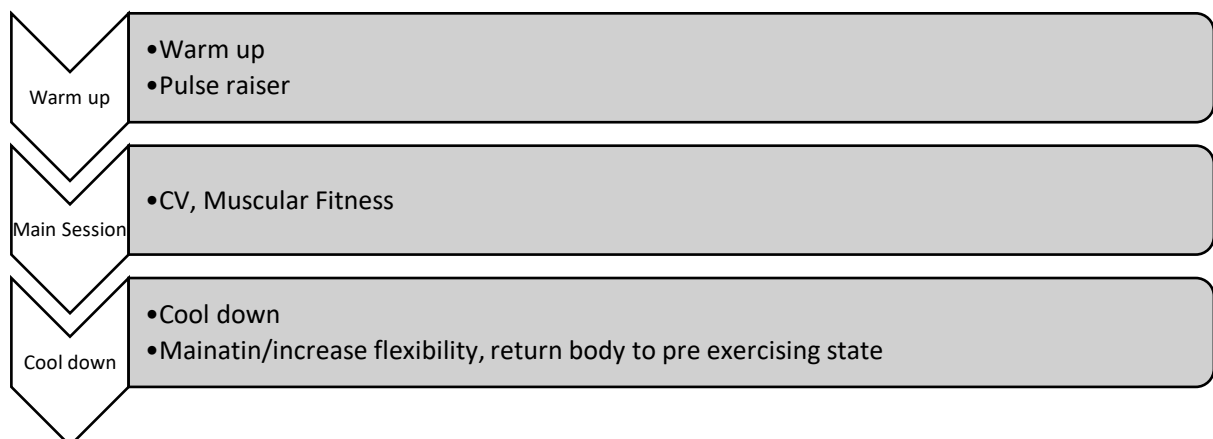 Warm up
•Warm up
•Pulse raiser
Main Session
•CV, Muscular Fitness
Cool down
•Cool down
•Mainatin/increase flexibility, return body to pre exercising state